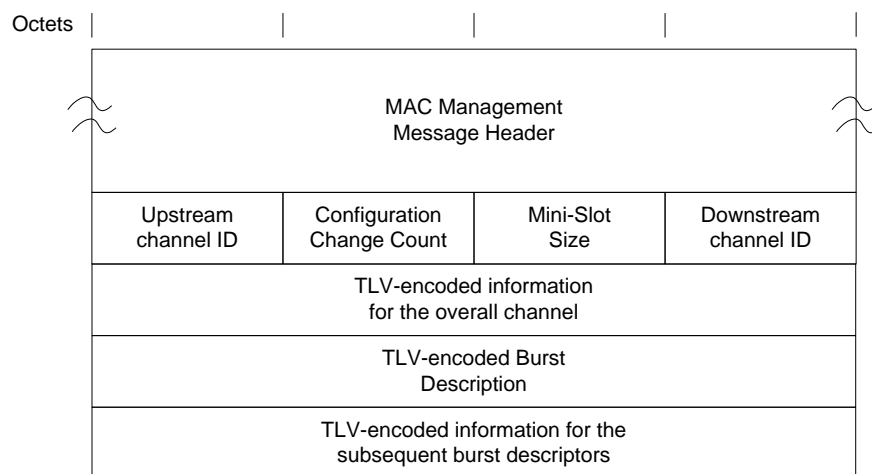 Octets
MAC Management
Message Header
Upstream
channel ID
Configuration
Change Count
Mini-Slot
Size
Downstream
channel ID
TLV-encoded information
for the overall channel
TLV-encoded Burst
Description
TLV-encoded information for the
subsequent burst descriptors